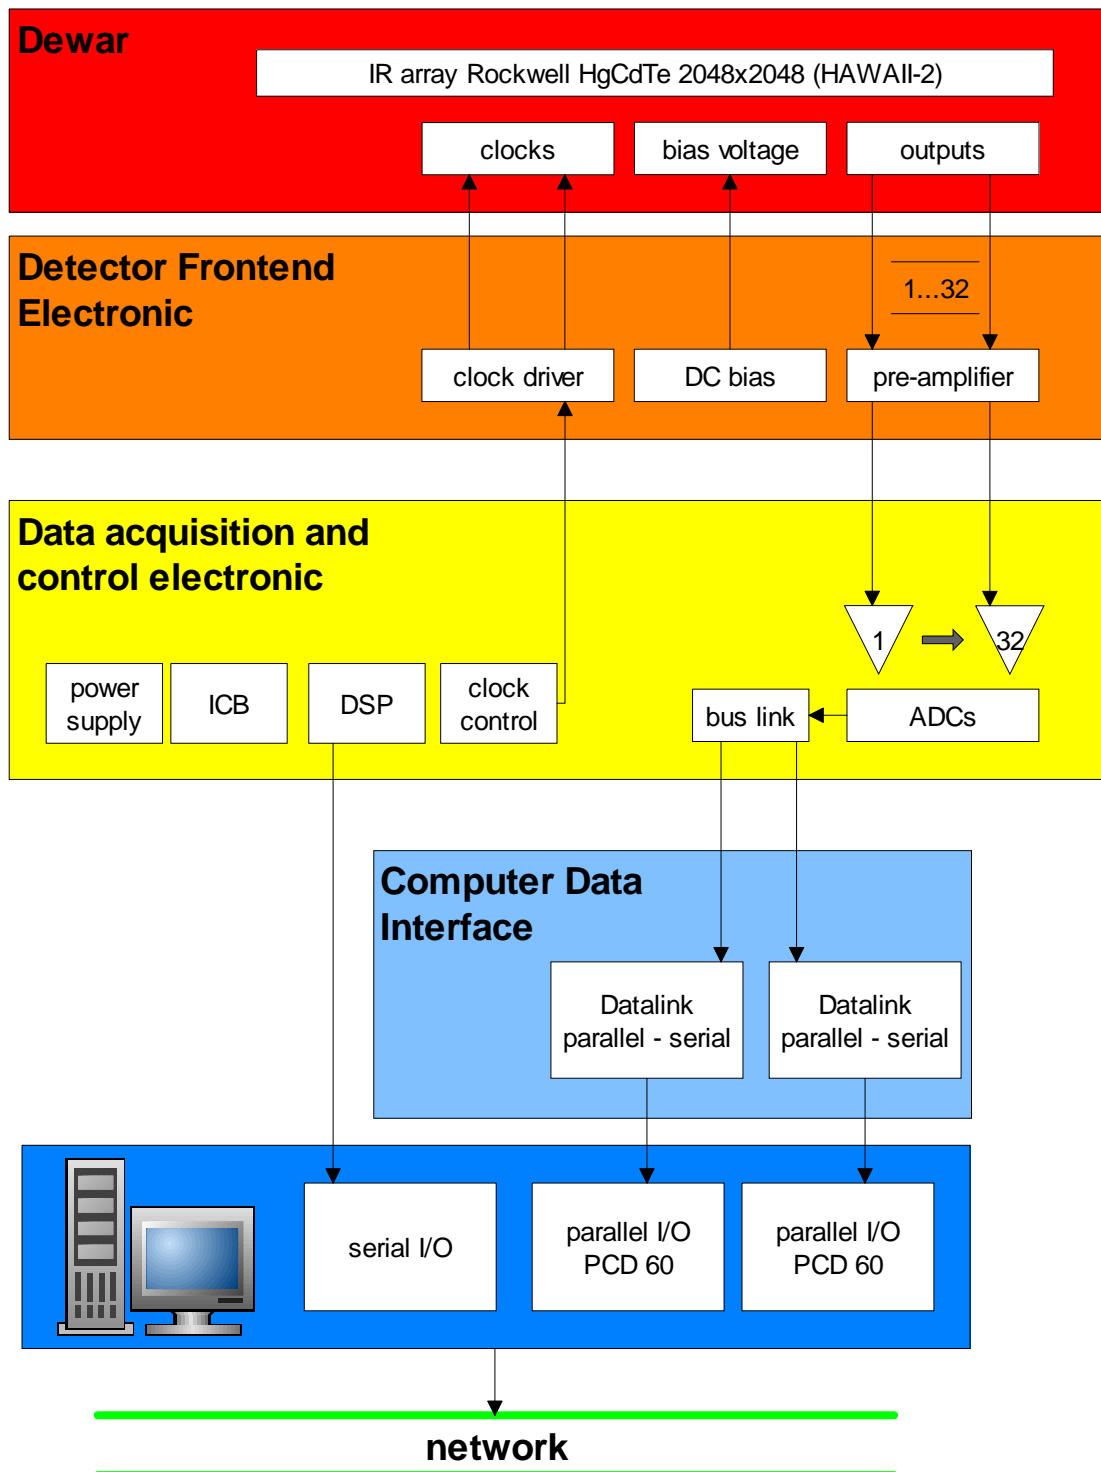 Dewar
IR array Rockwell HgCdTe 2048x2048 (HAWAII-2)
clocks
bias voltage
outputs
Detector Frontend
Electronic
1...32
clock driver
DC bias
pre-amplifier
Data acquisition and
control electronic
1
32
power
supply
ICB
DSP
clock
control
bus link
ADCs
Computer Data
Interface
Datalink
parallel - serial
Datalink
parallel - serial
serial I/O
parallel I/O
PCD 60
parallel I/O
PCD 60
network